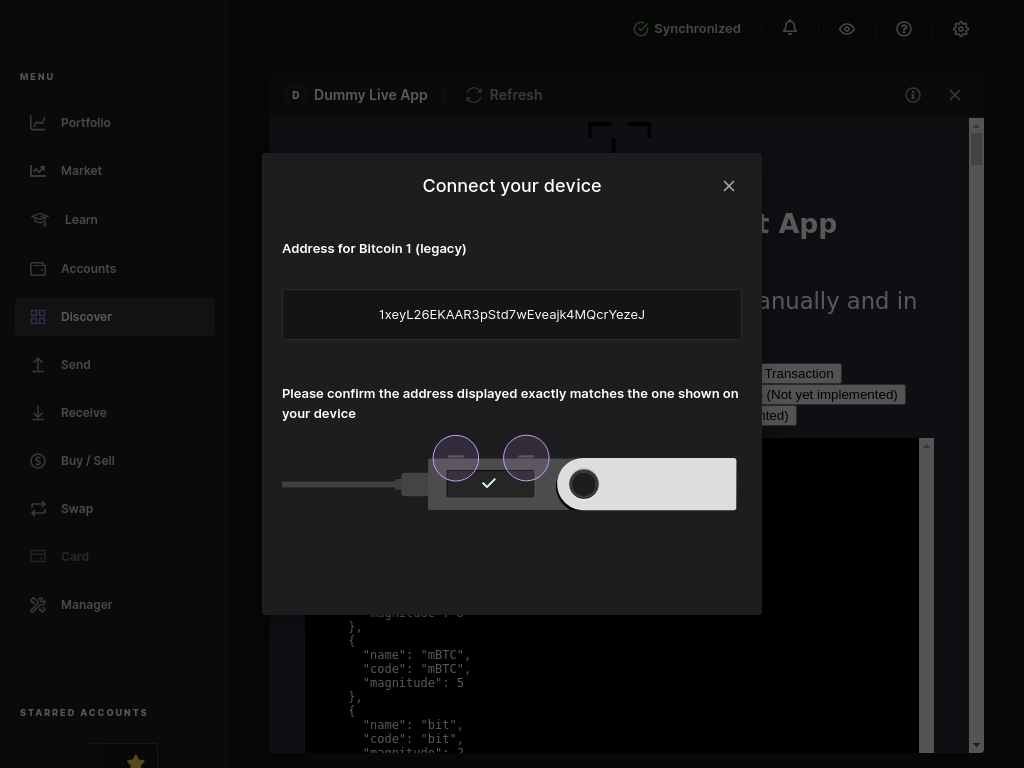 Synchronized
MENU
D Dummy Live App Refresh
Portfolio
Market
Learn
Accounts
Discover
Send
Receive
Buy / Sell
Swap
Card
Manager
STARRED ACCOUNTS
Connect your device
Address for Bitcoin 1 (legacy)
1xeyL26EKAAR3pStd7wEveajk4MQcrYezeJ
Please confirm the address displayed exactly matches the one shown on
your device
App
anually and in
Transaction
(Not yet implemented)
},
{
"name": "mBTC",
"code": "mBTC",
"magnitude": 5
},
{
"name": "bit",
"code": "bit",
"magnitude": 2